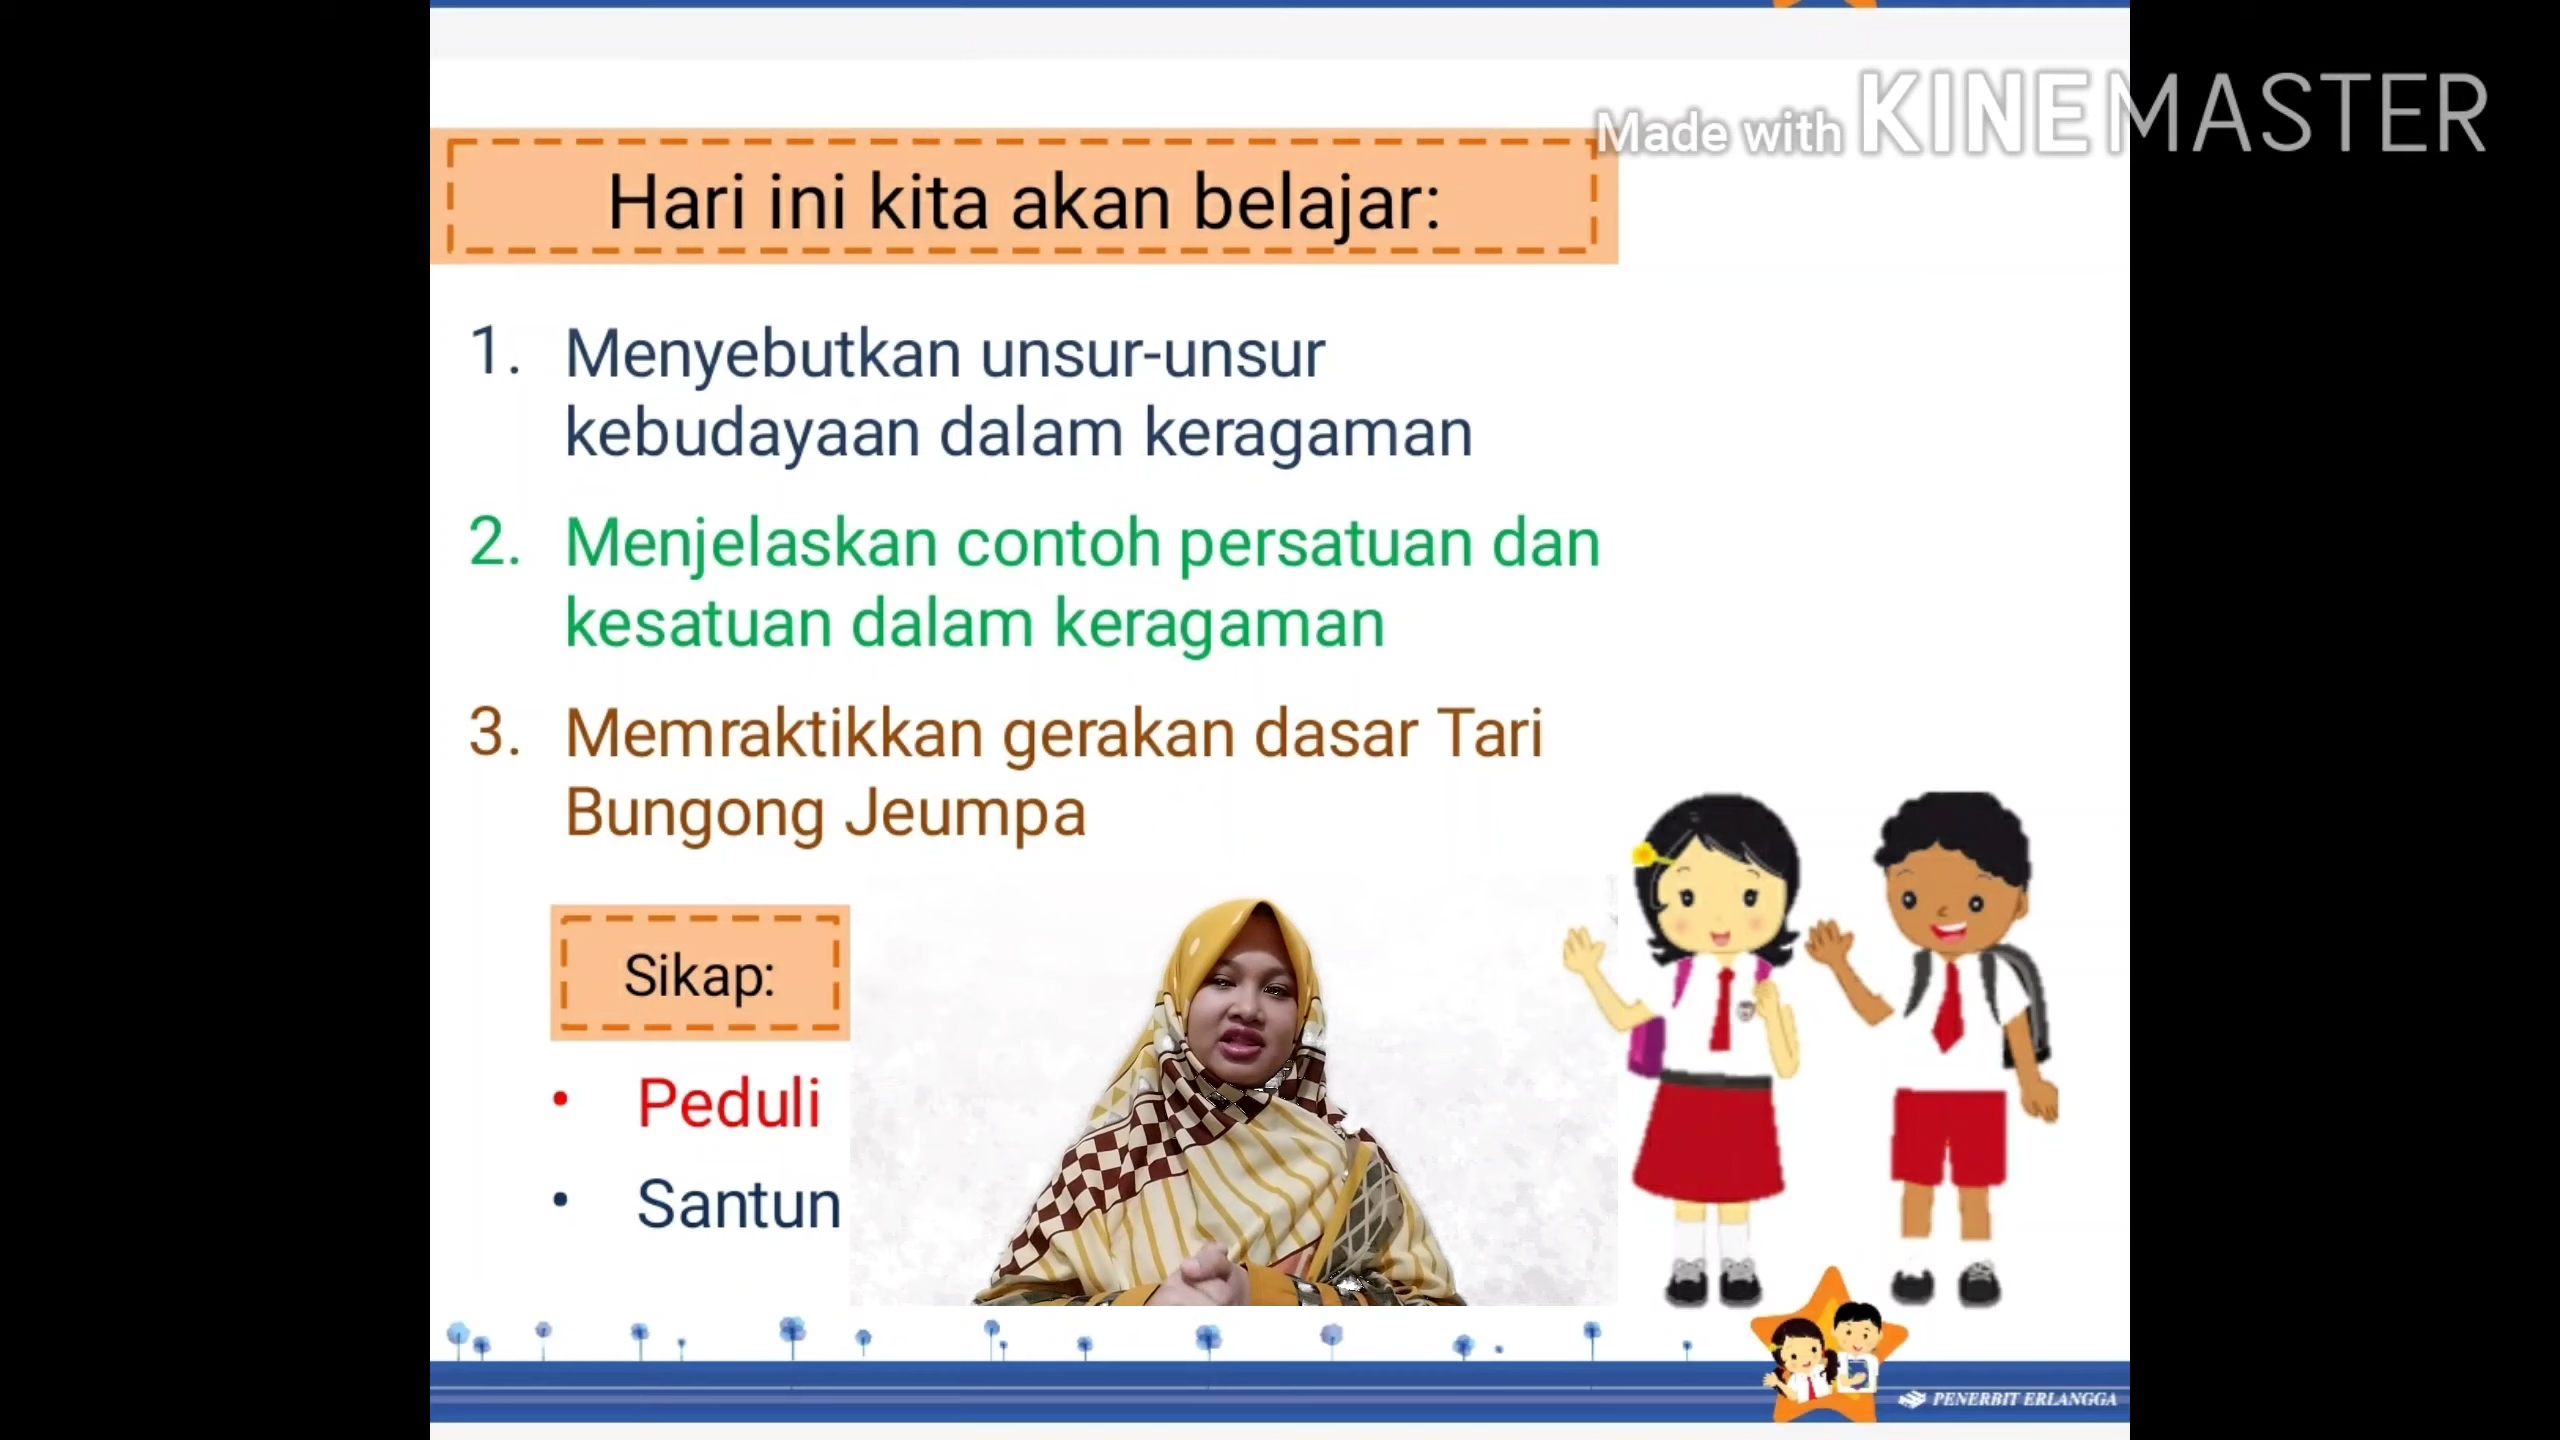 Made with KINEMASTER
Hari ini kita akan belajar:
1. Menyebutkan unsur-unsur
kebudayaan dalam keragaman
2. Menjelaskan contoh persatuan dan
kesatuan dalam keragaman
3. Memraktikkan gerakan dasar Tari
Bungong Jeumpa
Sikap:
• Peduli
• Santun
PENERBIT ERLANGGA